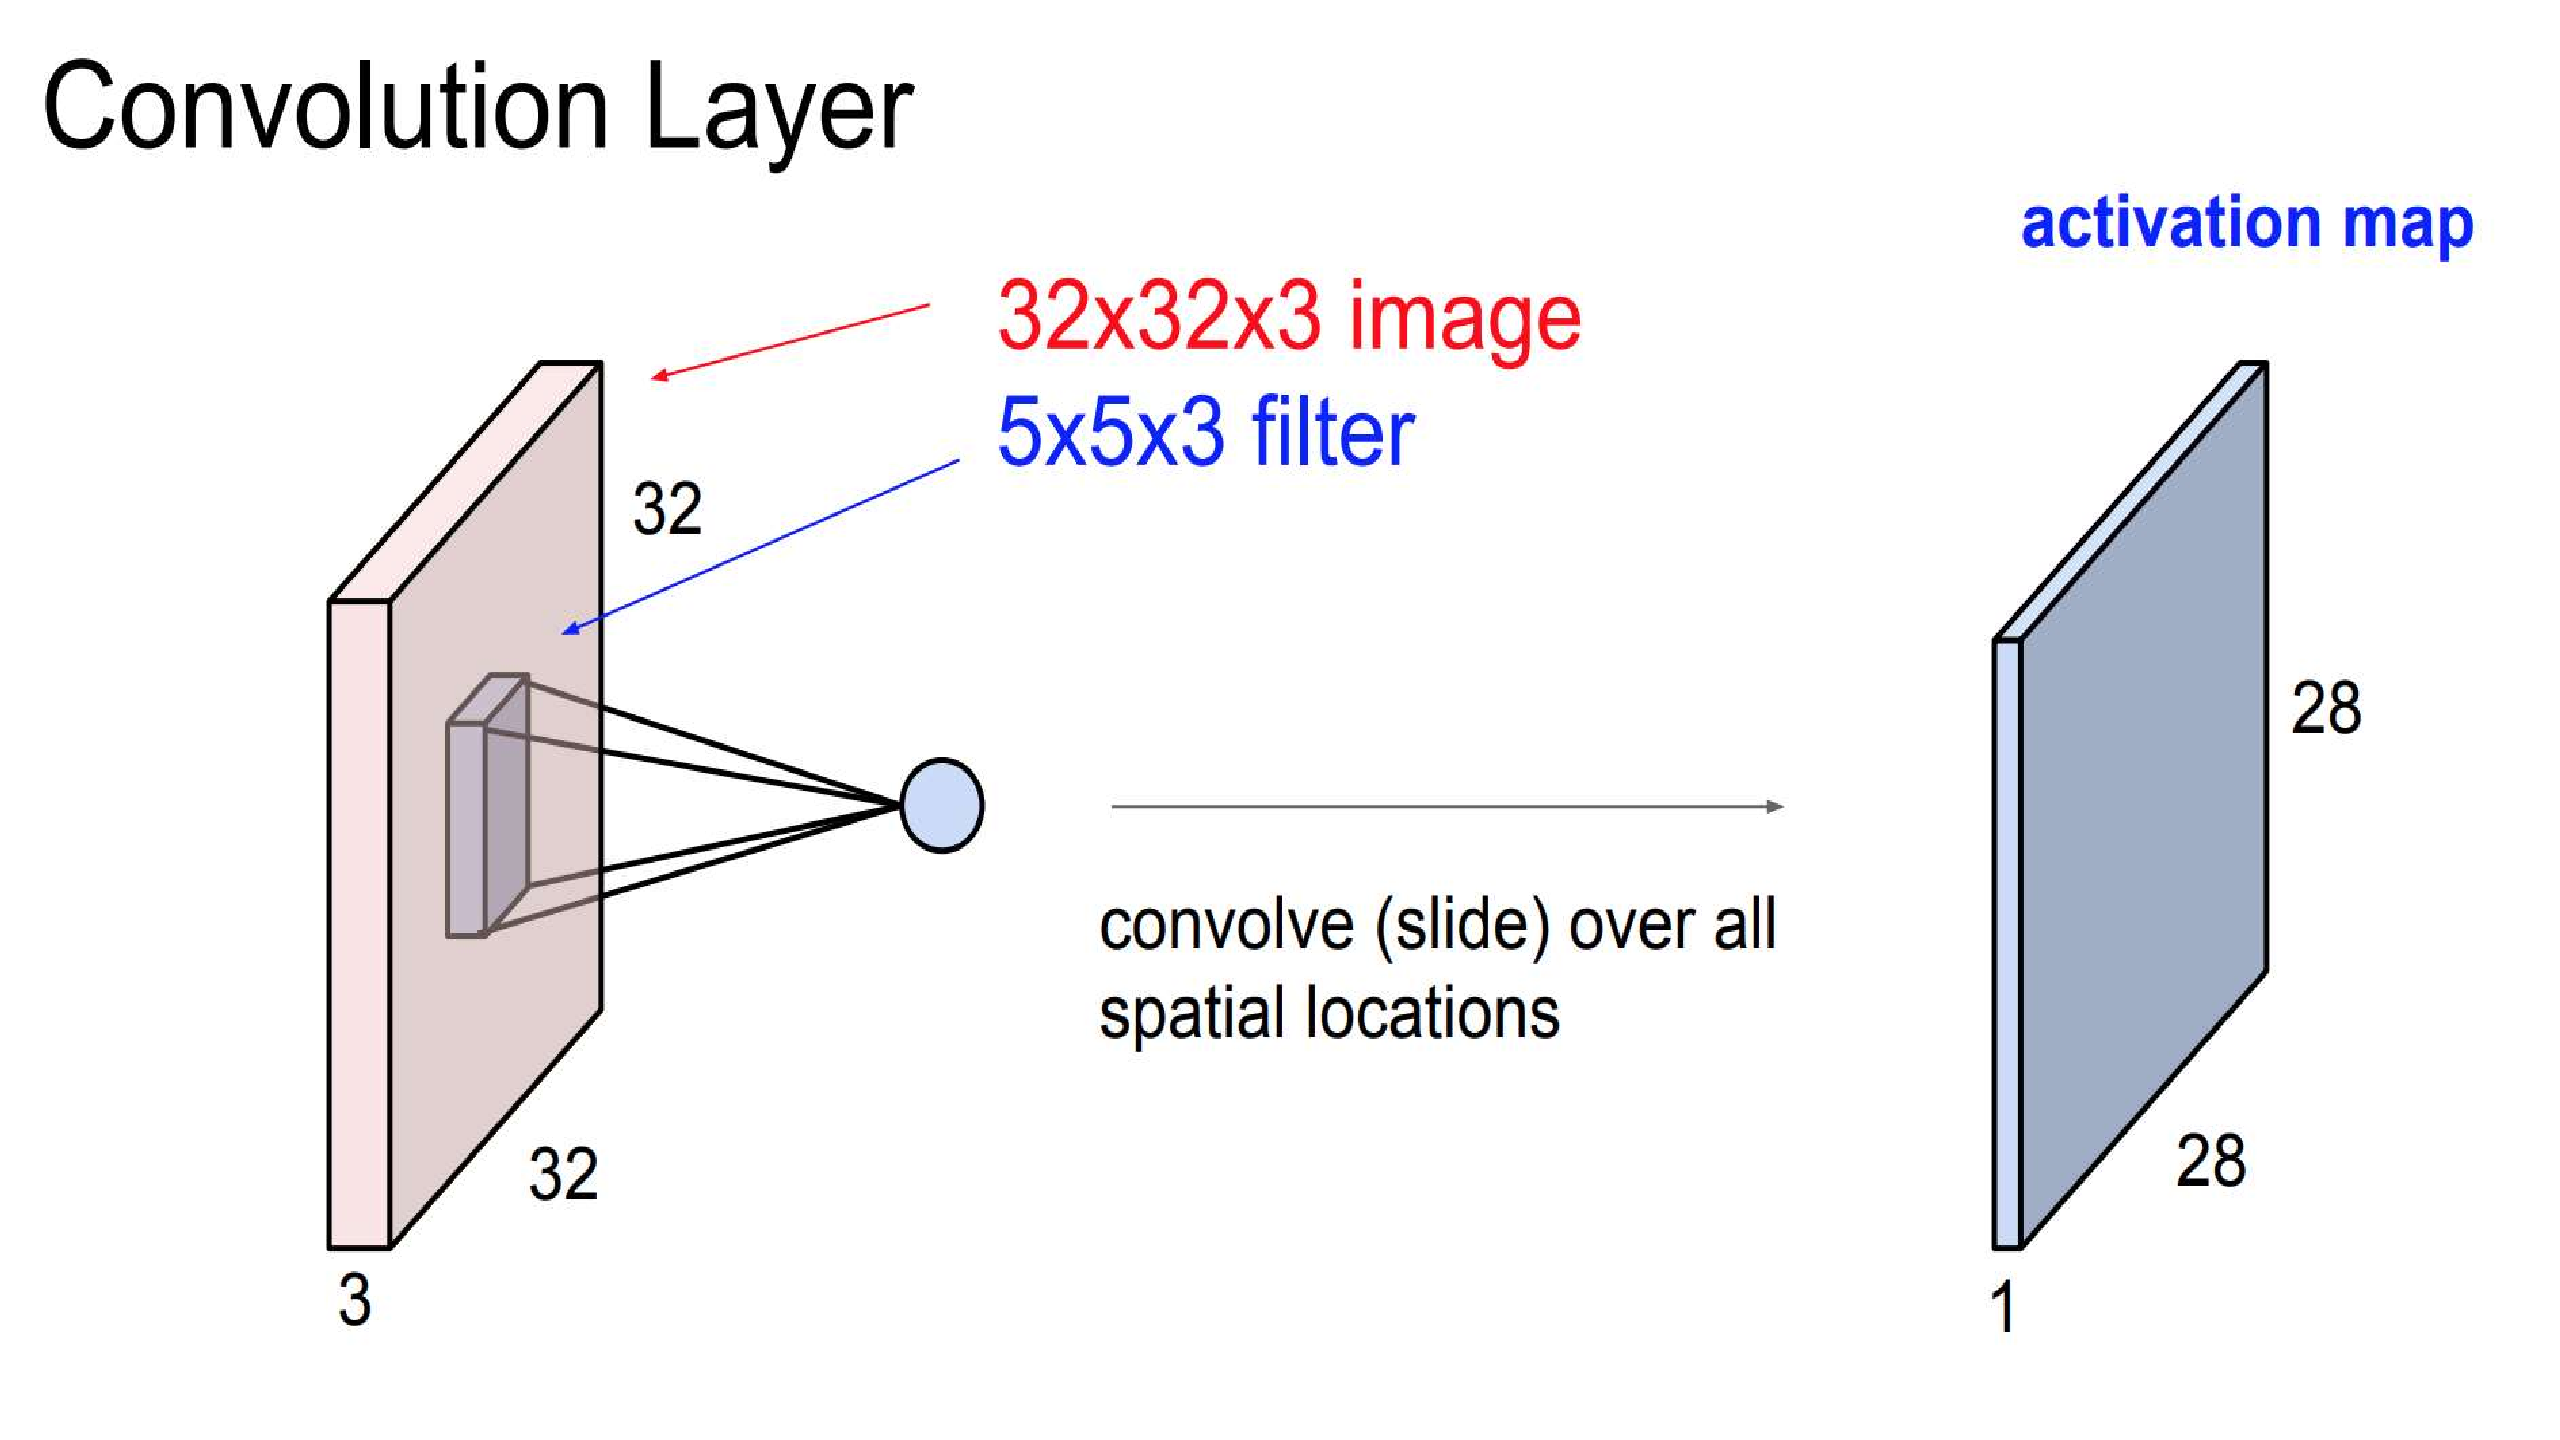 Convolution Layer
activation map
32x32x3 image
5x5x3 filter
32
28
convolve (slide) over all
spatial locations
32
28
3
1